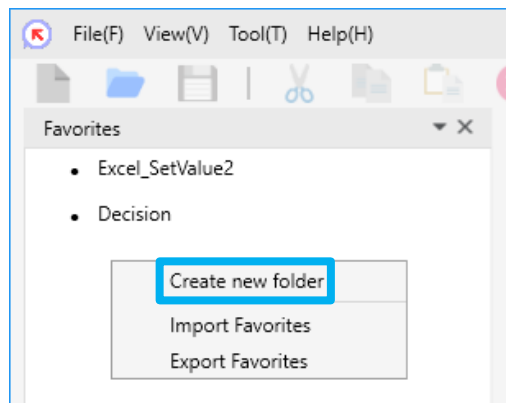 File(F) View(V) Tool(T) Help(H)
Favorites
Excel_SetValue2
Decision
Create new folder
Import Favorites
Export Favorites